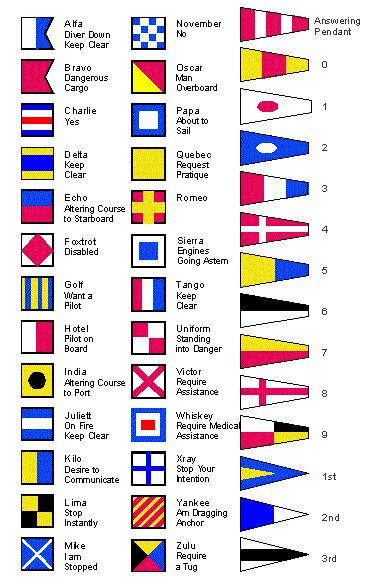 Alfa
Diver Down
Keep Clear
Bravo
Dangerous
Cargo
Charlie
Yes
Delta
Keep
Clear
Echo
Altering Course
to Starboard
Foxtrot
Disabled
Golf
Want a
Pilot
Hotel
Pilot on
Board
India
Altering Course
to Port
Juliett
On Fire
Keep Clear
Kilo
Desire to
Communicate
Lima
Stop
Instantly
Mike
I am
Stopped
November
No
Oscar
Man
Overboard
Papa
About to
Sail
Quebec
Request
Pratique
Romeo
Sierra
Engines
Going Astern
Tango
Keep
Clear
Uniform
Standing
into Danger
Victor
Require
Assistance
Whiskey
Require Medical
Assistance
Xray
Stop Your
Intention
Yankee
Am Dragging
Anchor
Zulu
Require
a Tug
Answering
Pendant
0
1
2
3
4
5
6
7
8
9
1st
2nd
3rd